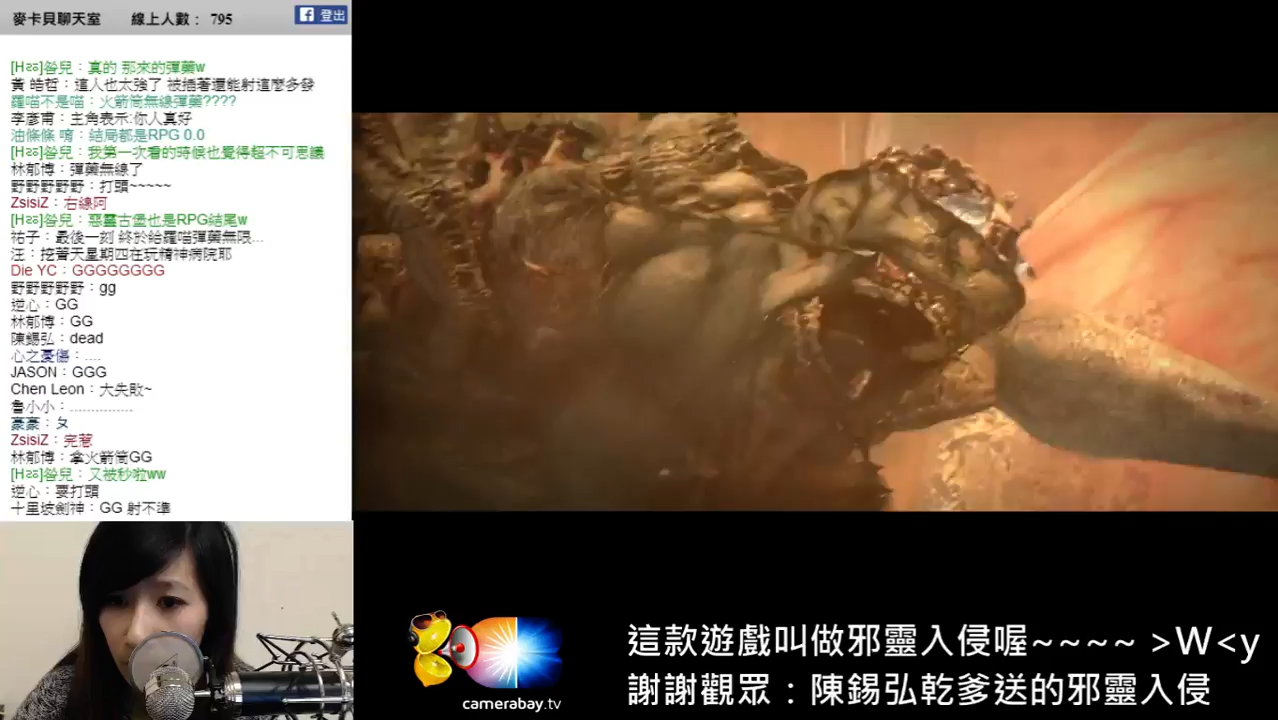 麥卡貝聊天室 線上人數： 795
登出
[Hㄹㅎ]喾兒：真的 那來的彈藥w
黃 皓哲：這人也太強了 被插著還能射這麼多發
羅喵不是喵：火箭筒無線彈藥????
李彥甫：主角表示:你人真好
油條條 唷：结局都是RPG 0.0
[Hㄹㅎ]喾兒：我第一次看的時候也覺得超不可思議
林郁博：彈藥無線了
野野野野野：打頭~~~~~
ZsisiZ：右線阿
[Hㄹㅎ]喾兒：惡靈古堡也是RPG結尾w
祐子：最後一刻 終於給羅喵彈藥無限...
汪：挖著天星期四在玩精神病院耶
Die YC：GGGGGGGG
野野野野野：gg
逆心：GG
林郁博：GG
陳錫弘：dead
心之憂傷：....
JASON：GGG
Chen Leon：大失敗~
魯小小：..............
豪豪：ㄆ
ZsisiZ：完惹
林郁博：拿火箭筒GG
[Hㄹㅎ]喾兒：又被秒啦ww
逆心：要打頭
十里坡劍神：GG 射不準
camerabay.tv
這款遊戲叫做邪靈入侵喔~~~~ >W<y
謝謝觀眾：陳錫弘乾爹送的邪靈入侵